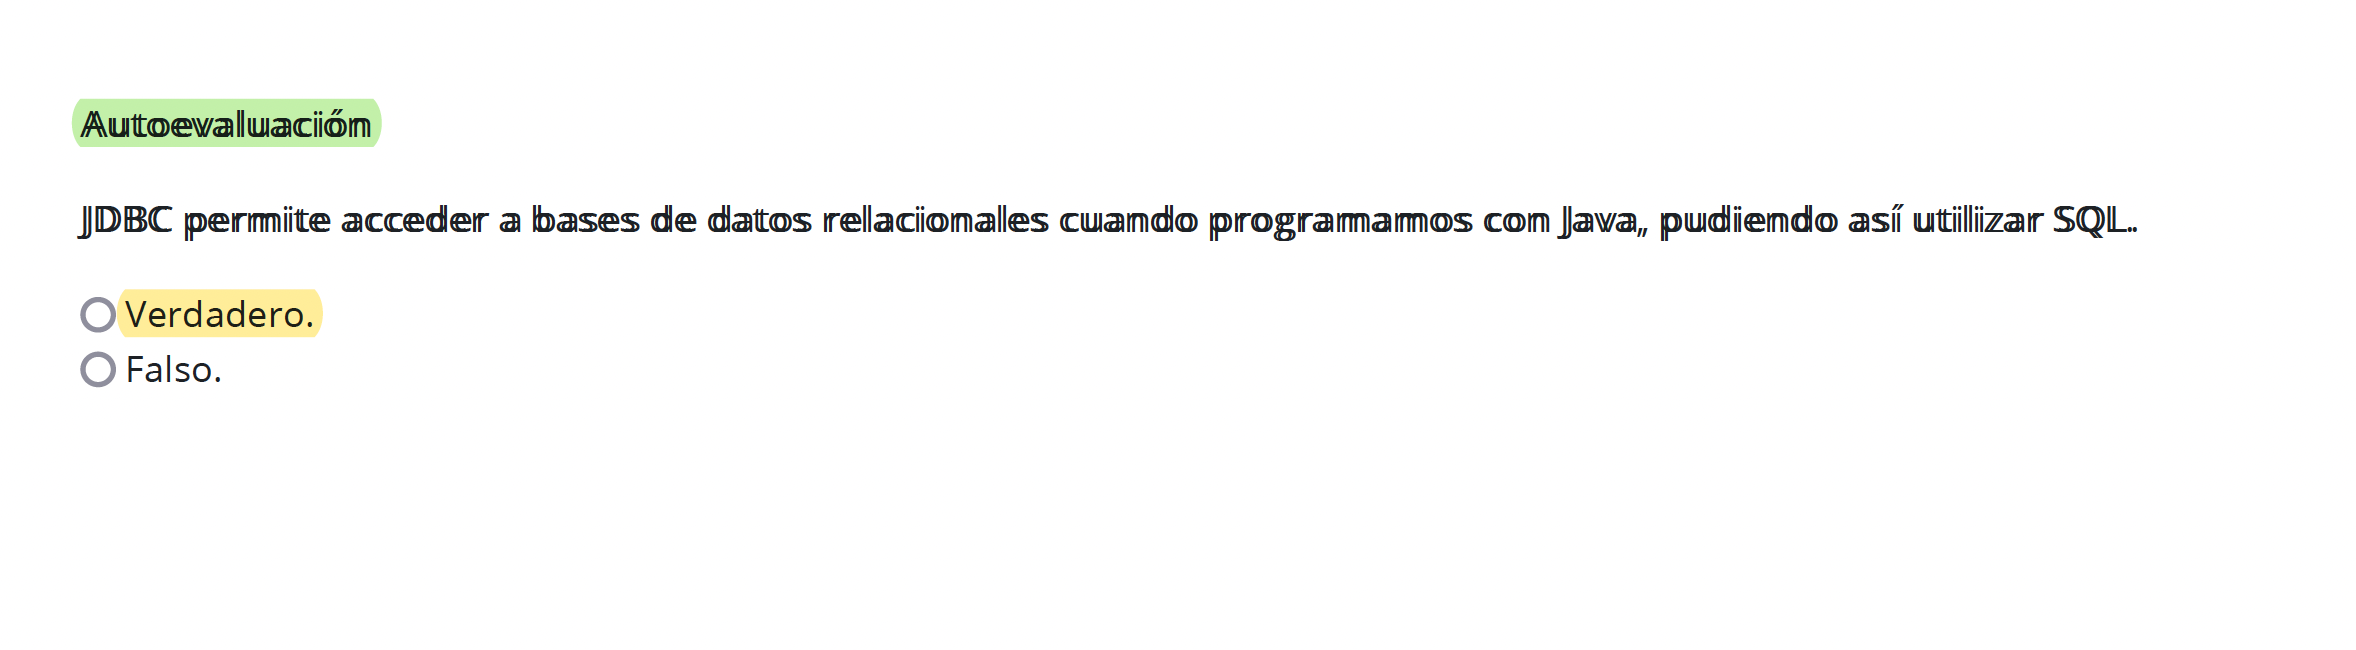 Autoevaluación
JDBC permite acceder a bases de datos relacionales cuando programamos con Java, pudiendo así utilizar SQL.
Verdadero.
Falso.